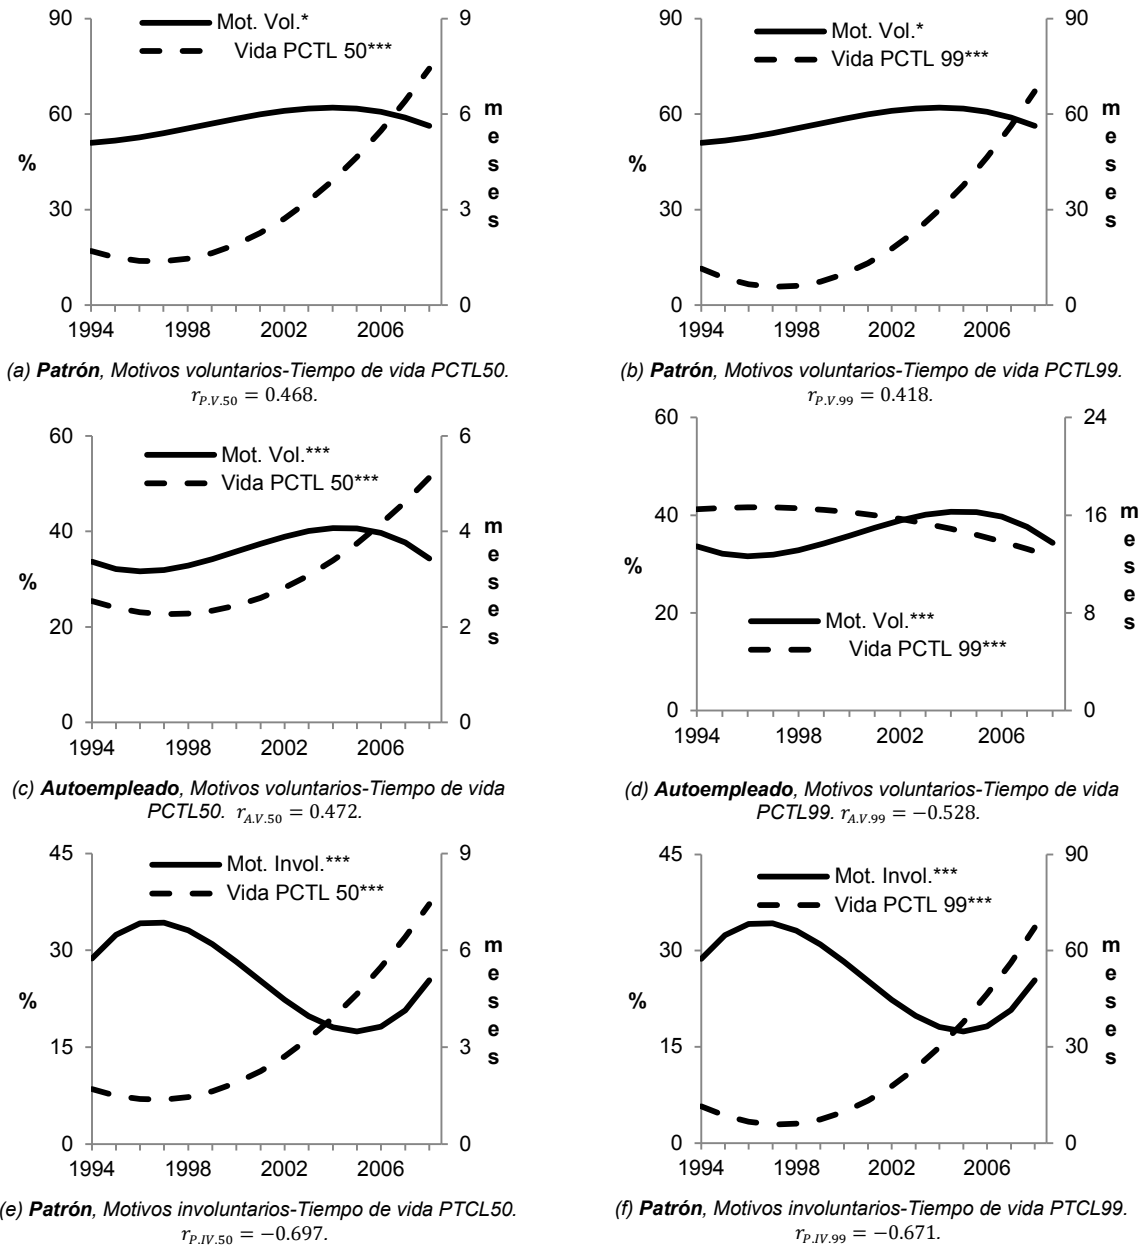 90
60
30
0
%
9
6
3
0
meses
Mot. Vol.*
Vida PCTL 50***
1994 1998 2002 2006
(a) Patrón, Motivos voluntarios-Tiempo de vida PCTL50.
r_{P.V.50} = 0.468.
90
60
30
0
%
90
60
30
0
meses
Mot. Vol.*
Vida PCTL 99***
1994 1998 2002 2006
(b) Patrón, Motivos voluntarios-Tiempo de vida PCTL99.
r_{P.V.99} = 0.418.
60
40
20
0
%
6
4
2
0
meses
Mot. Vol.***
Vida PCTL 50***
1994 1998 2002 2006
(c) Autoempleado, Motivos voluntarios-Tiempo de vida
PCTL50. r_{A.V.50} = 0.472.
60
40
20
0
%
24
16
8
0
meses
Mot. Vol.***
Vida PCTL 99***
1994 1998 2002 2006
(d) Autoempleado, Motivos voluntarios-Tiempo de vida
PCTL99. r_{A.V.99} = −0.528.
45
30
15
0
%
9
6
3
0
meses
Mot. Invol.***
Vida PCTL 50***
1994 1998 2002 2006
(e) Patrón, Motivos involuntarios-Tiempo de vida PTCL50.
r_{P.IV.50} = −0.697.
45
30
15
0
%
90
60
30
0
meses
Mot. Invol.***
Vida PCTL 99***
1994 1998 2002 2006
(f) Patrón, Motivos involuntarios-Tiempo de vida PTCL99.
r_{P.IV.99} = −0.671.